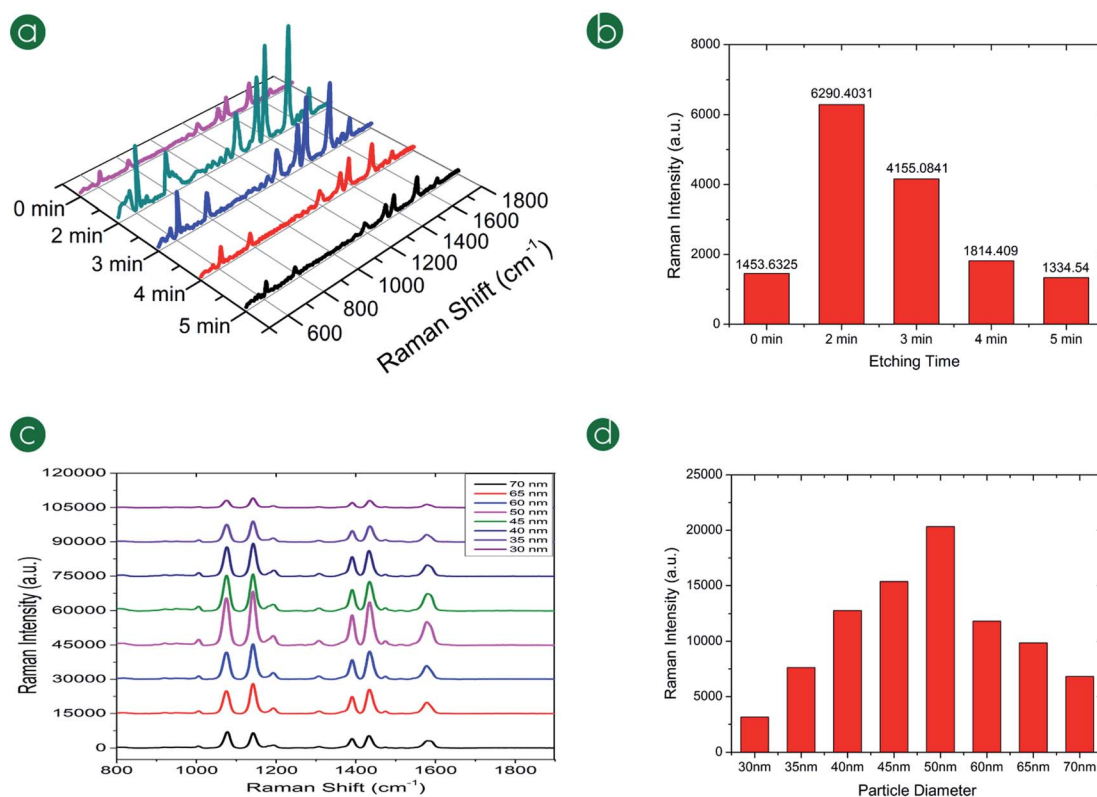 a
0 min
2 min
3 min
4 min
5 min
600
800
1000
1200
1400
1600
1800
Raman Shift (cm⁻¹)
b
Raman Intensity (a.u.)
8000
6000
4000
2000
0
1453.6325
6290.4031
4155.0841
1814.409
1334.54
0 min
2 min
3 min
4 min
5 min
Etching Time
c
Raman Intensity (a.u.)
120000
105000
90000
75000
60000
45000
30000
15000
0
70 nm
65 nm
60 nm
50 nm
45 nm
40 nm
35 nm
30 nm
800 1000 1200 1400 1600 1800
Raman Shift (cm⁻¹)
d
Raman Intensity (a.u.)
25000
20000
15000
10000
5000
0
30nm 35nm 40nm 45nm 50nm 60nm 65nm 70nm
Particle Diameter